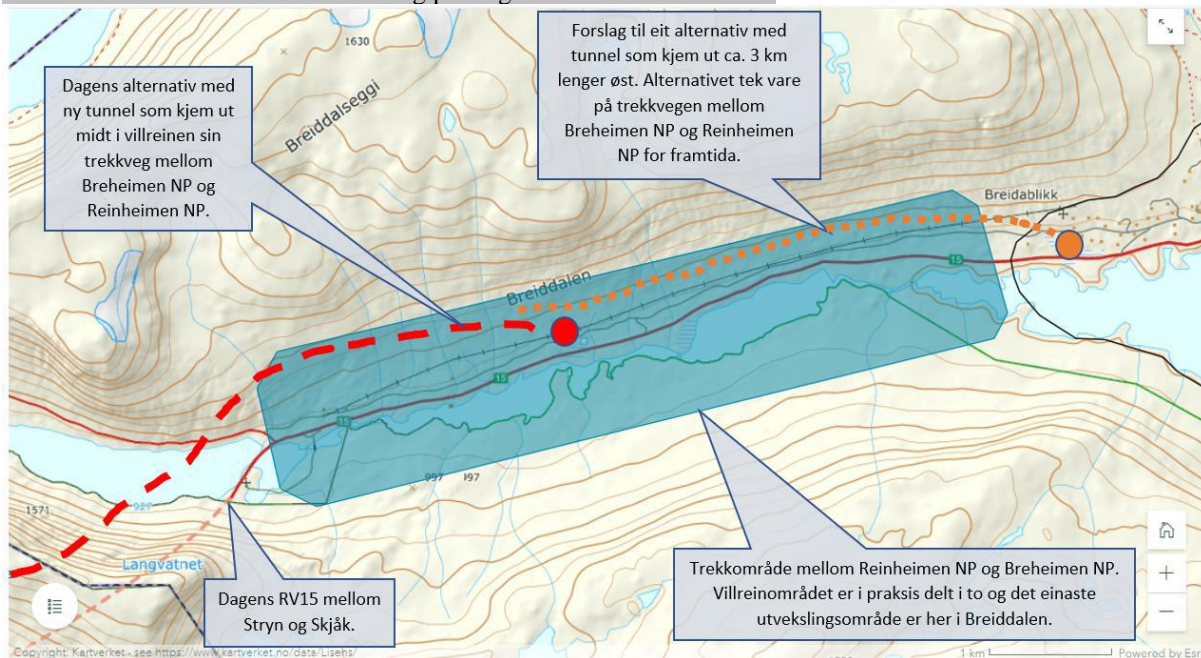 Dagens alternativ med
ny tunnel som kjem ut
midt i villreinen sin
trekkveg mellom
Breheimen NP og
Reinheimen NP.
1630
Breiddalseggi
Forslag til eit alternativ med
tunnel som kjem ut ca. 3 km
lenger øst. Alternativet tek vare
på trekkvegen mellom
Breheimen NP og Reinheimen
NP for framtida.
Breidablikk
Breiddalen
15
15
15
997
997
929
1571
Langvatnet
Dagens RV15 mellom
Stryn og Skjåk.
Trekkområde mellom Reinheimen NP og Breheimen NP.
Villreinområdet er i praksis delt i to og det einaste
utvekslingsområde er her i Breiddalen.
+
−
Copyright: Kartverket - see https://www.kartverket.no/data/Lisens/
1 km
Powered by Esri